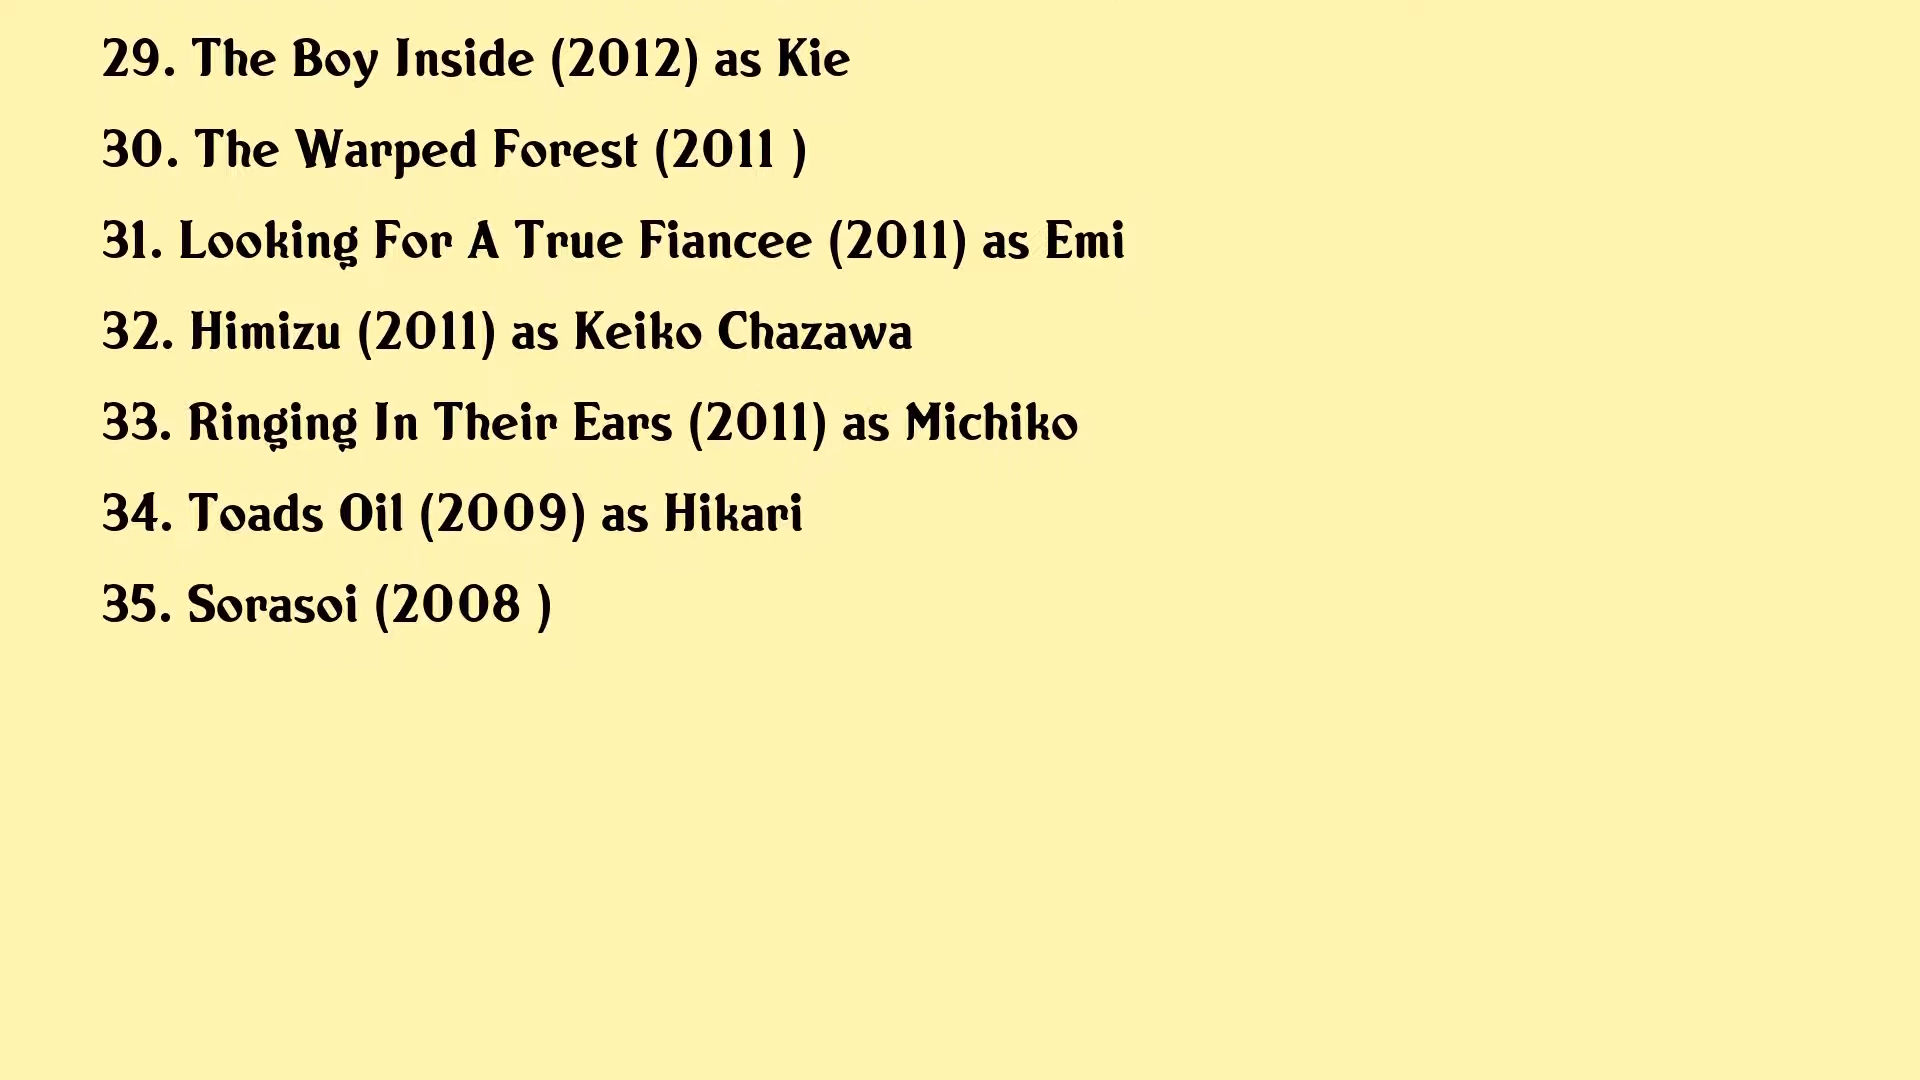 29. The Boy Inside (2012) as Kie
30. The Warped Forest (2011 )
31. Looking For A True Fiancee (2011) as Emi
32. Himizu (2011) as Keiko Chazawa
33. Ringing In Their Ears (2011) as Michiko
34. Toads Oil (2009) as Hikari
35. Sorasoi (2008 )